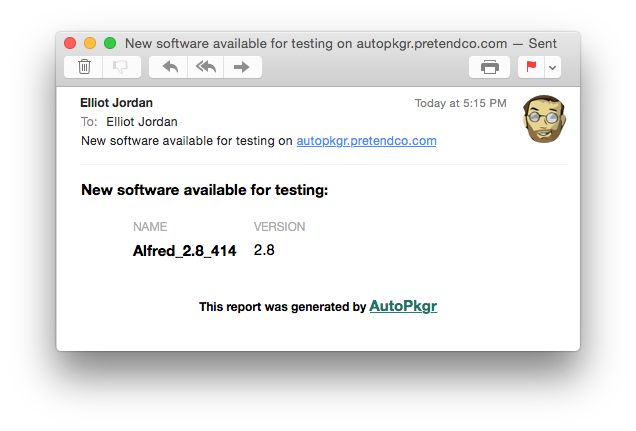 New software available for testing on autopkgr.pretendco.com — Sent
Elliot Jordan
Today at 5:15 PM
To: Elliot Jordan
New software available for testing on autopkgr.pretendco.com
New software available for testing:
NAME VERSION
Alfred_2.8_414 2.8
This report was generated by AutoPkgr